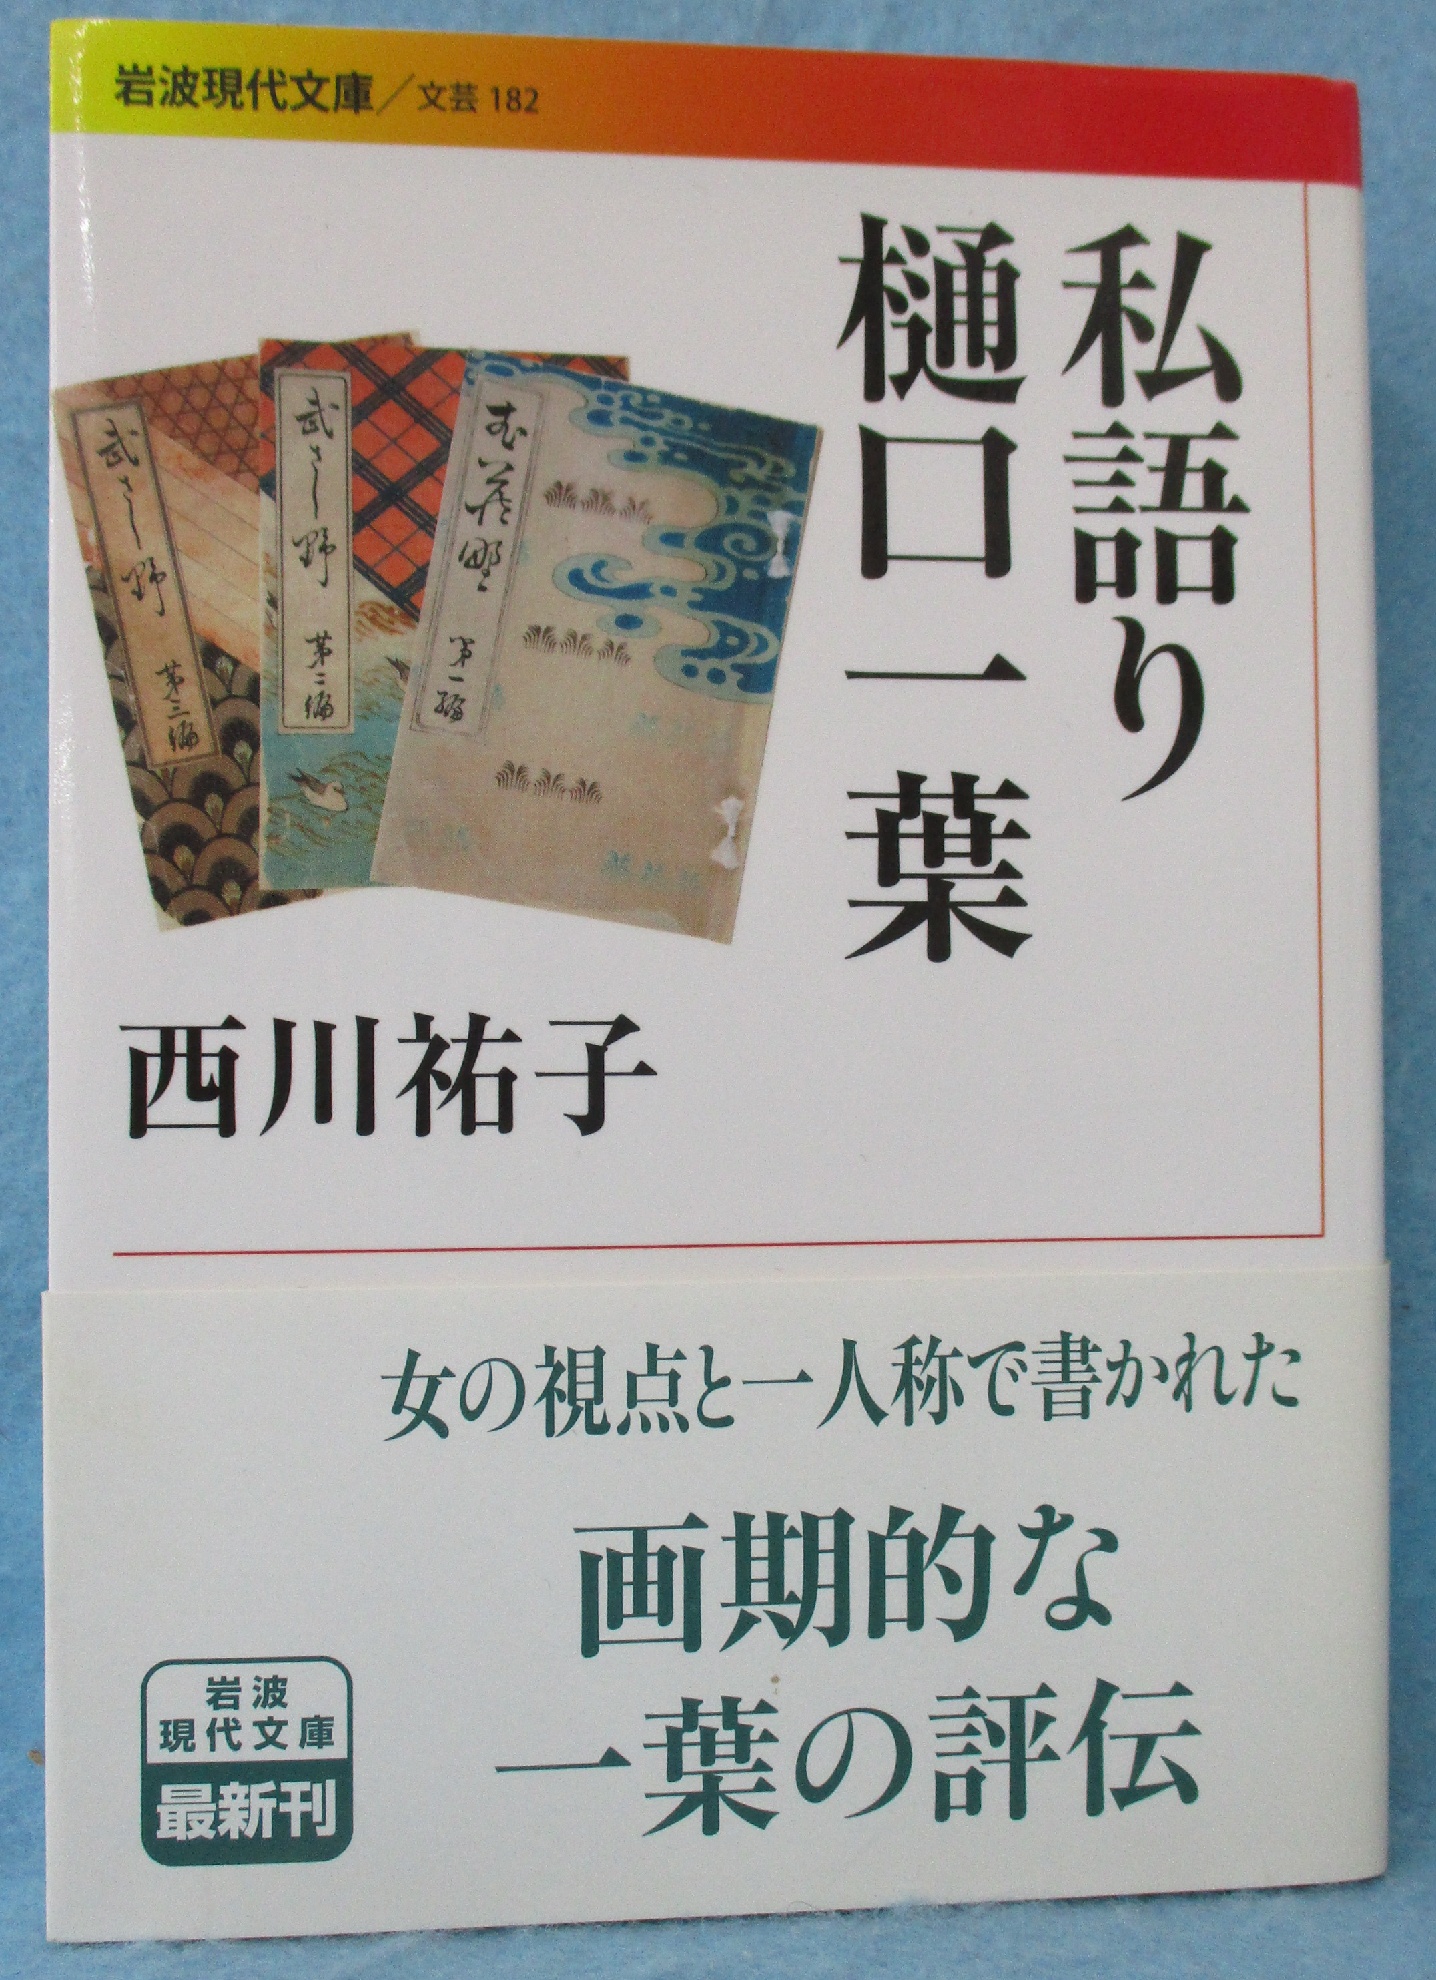 岩波現代文庫／文芸 182
私語り
樋口一葉
武さし野 第三編
武さし野 第二編
武蔵野 第一編
西川祐子
女の視点と一人称で書かれた
画期的な
一葉の評伝
岩波
現代文庫
最新刊